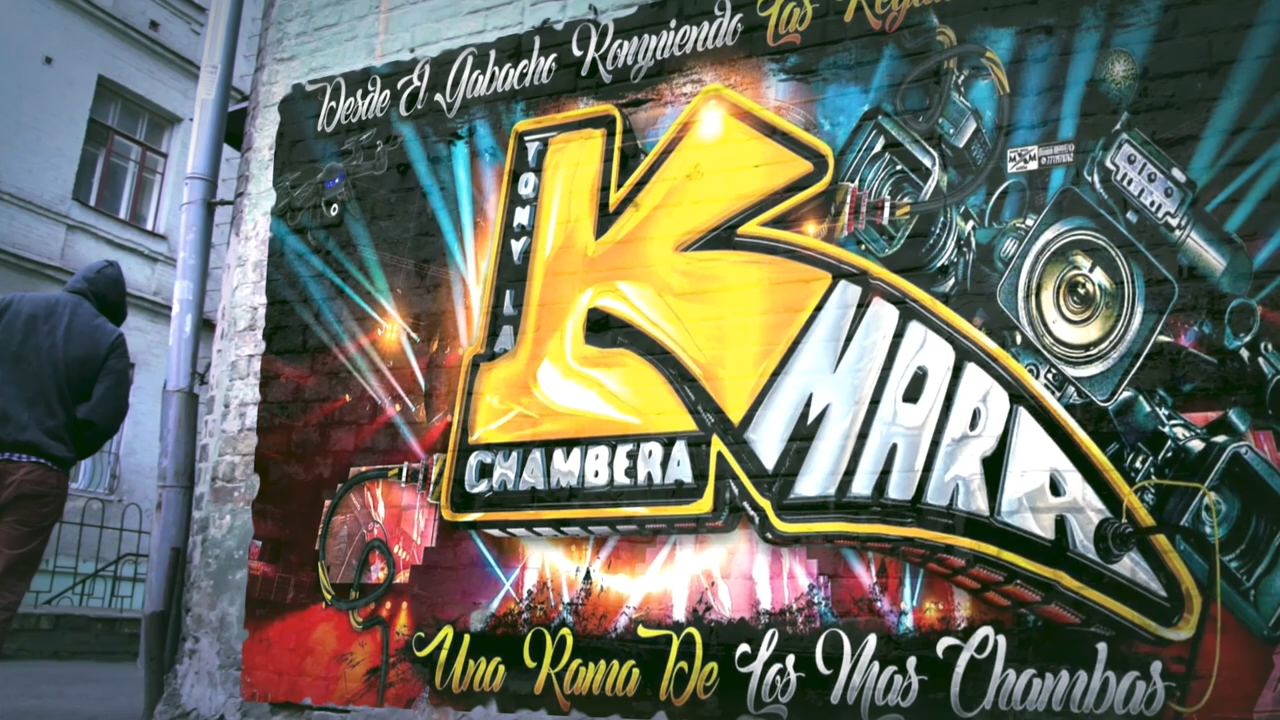 Desde El Gabacho Rompiendo Las
TONY LA
K
MARA
CHAMBERA
Una Rama De Los Mas Chambas